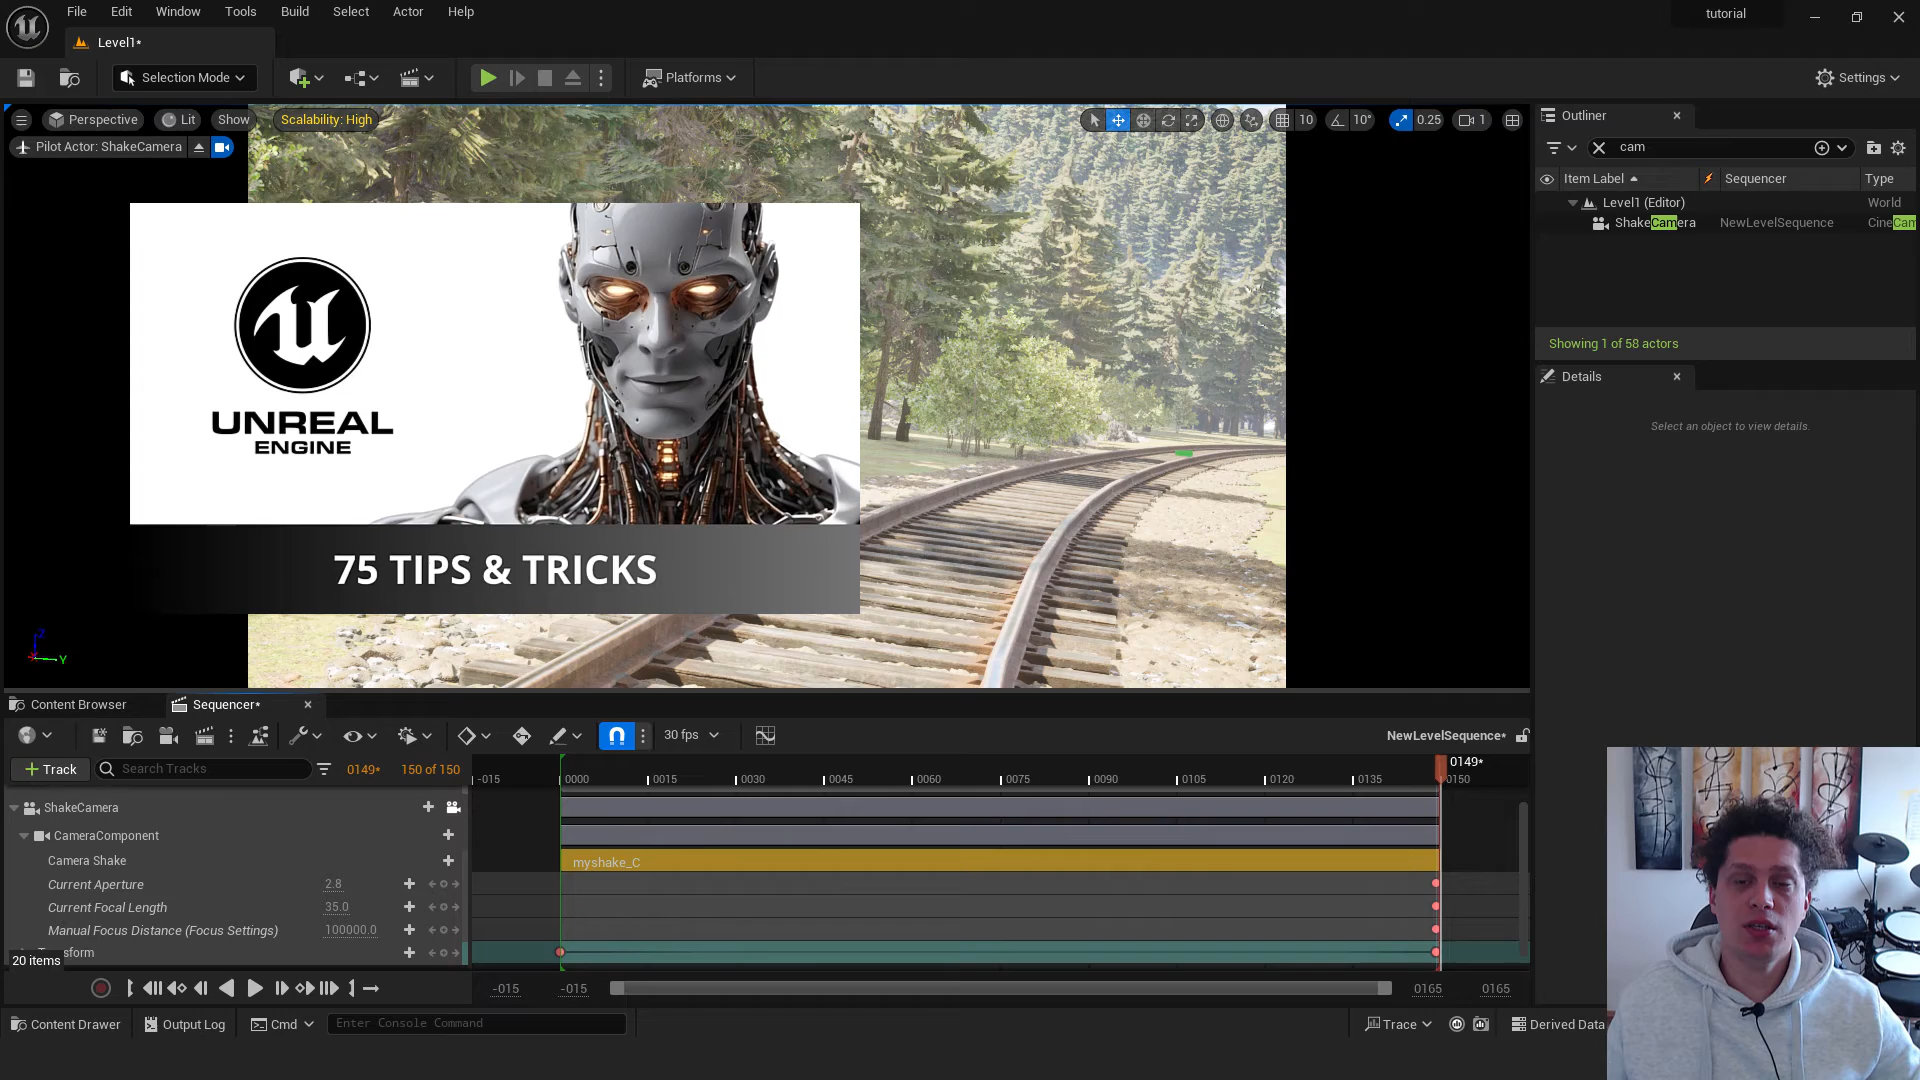 File Edit Window Tools Build Select Actor Help
tutorial
Level1*
Selection Mode
Platforms
Settings
Perspective Lit Show Scalability: High
10 10° 0.25 1
Pilot Actor: ShakeCamera
UNREAL
ENGINE
75 TIPS & TRICKS
Z
Y
Outliner
cam
Item Label Sequencer Type
Level1 (Editor) World
ShakeCamera NewLevelSequence CineCam
Showing 1 of 58 actors
Details
Select an object to view details.
Content Browser Sequencer*
30 fps NewLevelSequence*
Track Search Tracks 0149* 150 of 150
0149*
-015 0000 0015 0030 0045 0060 0075 0090 0105 0120 0135 0150
ShakeCamera
CameraComponent
Camera Shake
myshake_C
Current Aperture 2.8
Current Focal Length 35.0
Manual Focus Distance (Focus Settings) 100000.0
sform
20 items
-015 -015 0165 0165
Content Drawer Output Log Cmd Enter Console Command Trace Derived Data